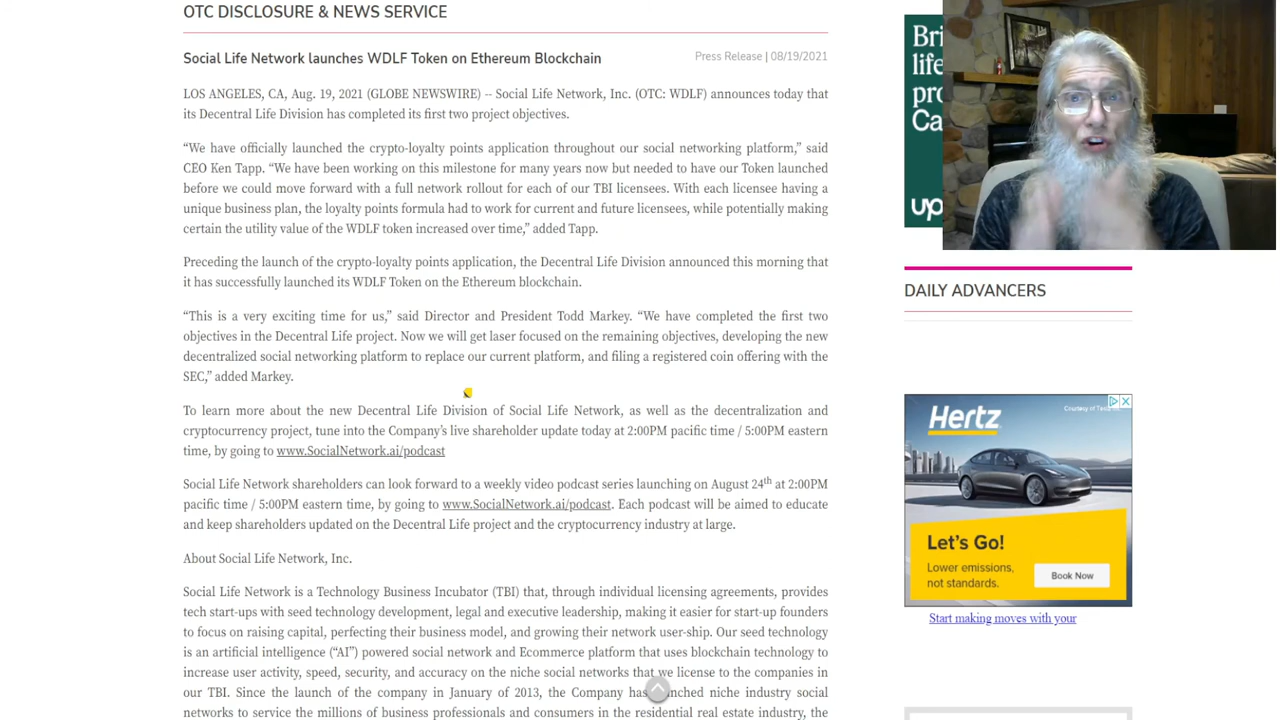 OTC DISCLOSURE & NEWS SERVICE
Social Life Network launches WDLF Token on Ethereum Blockchain
Press Release | 08/19/2021
LOS ANGELES, CA, Aug. 19, 2021 (GLOBE NEWSWIRE) -- Social Life Network, Inc. (OTC: WDLF) announces today that
its Decentral Life Division has completed its first two project objectives.
“We have officially launched the crypto-loyalty points application throughout our social networking platform,” said
CEO Ken Tapp. “We have been working on this milestone for many years now but needed to have our Token launched
before we could move forward with a full network rollout for each of our TBI licensees. With each licensee having a
unique business plan, the loyalty points formula had to work for current and future licensees, while potentially making
certain the utility value of the WDLF token increased over time,” added Tapp.
Preceding the launch of the crypto-loyalty points application, the Decentral Life Division announced this morning that
it has successfully launched its WDLF Token on the Ethereum blockchain.
“This is a very exciting time for us,” said Director and President Todd Markey. “We have completed the first two
objectives in the Decentral Life project. Now we will get laser focused on the remaining objectives, developing the new
decentralized social networking platform to replace our current platform, and filing a registered coin offering with the
SEC,” added Markey.
To learn more about the new Decentral Life Division of Social Life Network, as well as the decentralization and
cryptocurrency project, tune into the Company’s live shareholder update today at 2:00PM pacific time / 5:00PM eastern
time, by going to www.SocialNetwork.ai/podcast
Social Life Network shareholders can look forward to a weekly video podcast series launching on August 24th at 2:00PM
pacific time / 5:00PM eastern time, by going to www.SocialNetwork.ai/podcast. Each podcast will be aimed to educate
and keep shareholders updated on the Decentral Life project and the cryptocurrency industry at large.
About Social Life Network, Inc.
Social Life Network is a Technology Business Incubator (TBI) that, through individual licensing agreements, provides
tech start-ups with seed technology development, legal and executive leadership, making it easier for start-up founders
to focus on raising capital, perfecting their business model, and growing their network user-ship. Our seed technology
is an artificial intelligence (“AI”) powered social network and Ecommerce platform that uses blockchain technology to
increase user activity, speed, security, and accuracy on the niche social networks that we license to the companies in
our TBI. Since the launch of the company in January of 2013, the Company has nched niche industry social
networks to service the millions of business professionals and consumers in the residential real estate industry, the
Bri
life
pro
Ca
up
DAILY ADVANCERS
Hertz
Let’s Go!
Lower emissions,
not standards.
Book Now
Start making moves with your